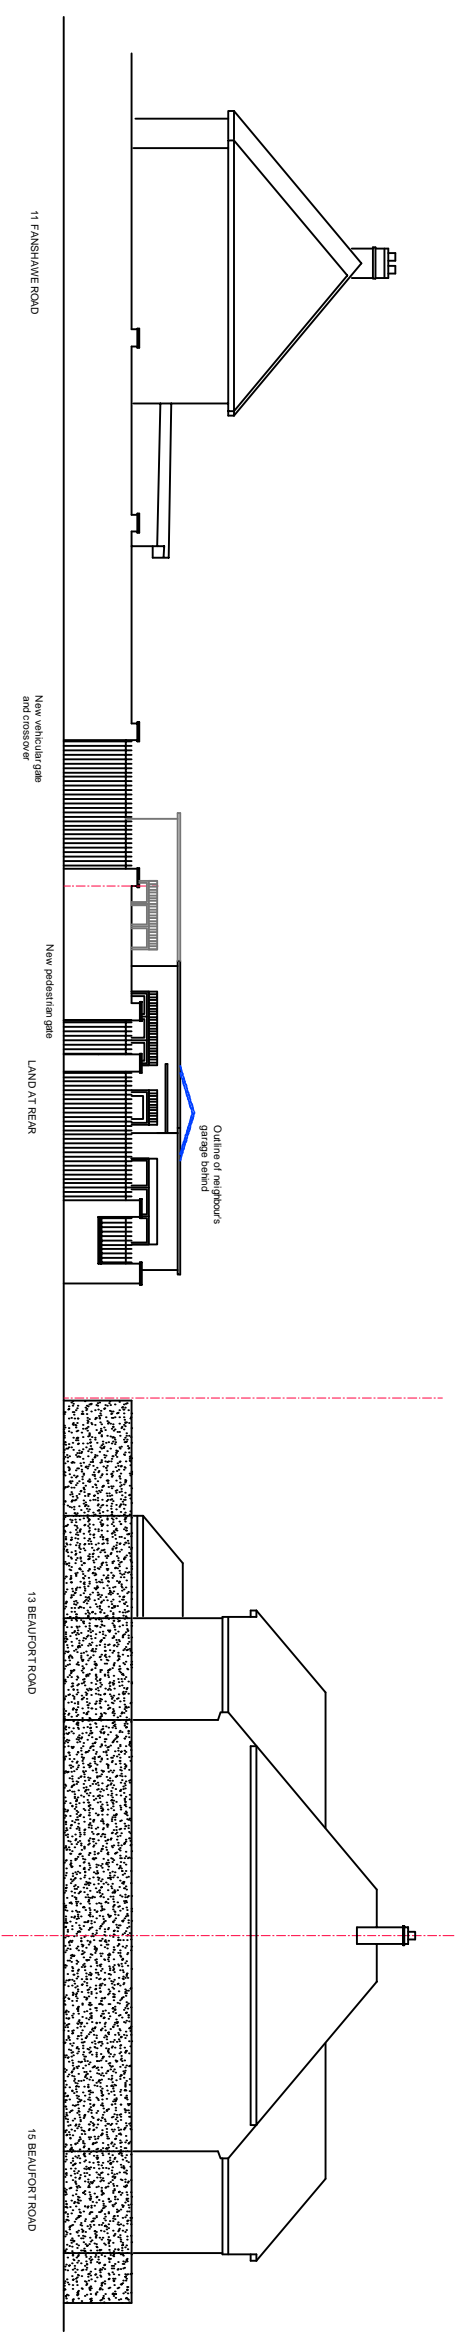 11 FANSHAWE ROAD
New vehicular gate
and crossover
New pedestrian gate
LAND AT REAR
Outline of neighbour's
garage behind
13 BEAUFORT ROAD
15 BEAUFORT ROAD